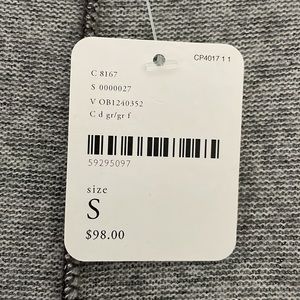 CP4017 1 1
C 8167
S 0000027
V OB1240352
C d gr/gr f
59295097
size
S
$98.00